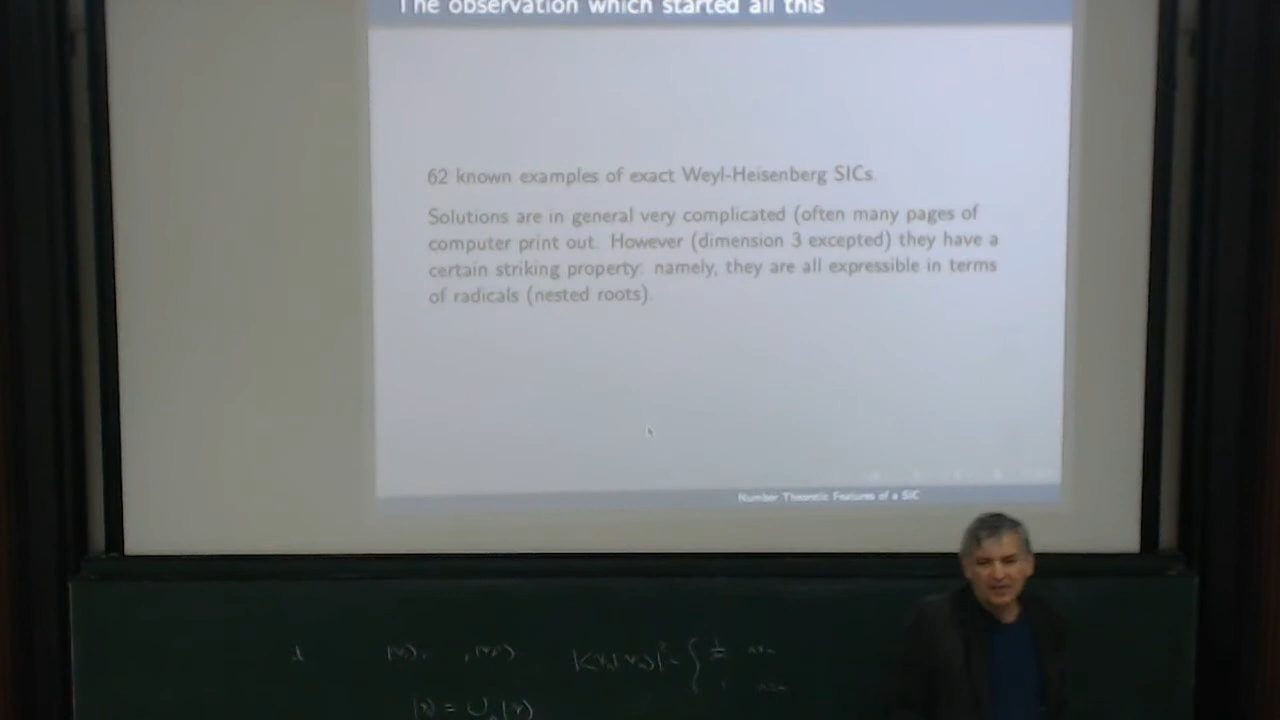 The observation which started all this
62 known examples of exact Weyl-Heisenberg SICs.
Solutions are in general very complicated (often many pages of
computer print out. However (dimension 3 excepted) they have a
certain striking property: namely, they are all expressible in terms
of radicals (nested roots).
Number Theoretic Features of a SIC